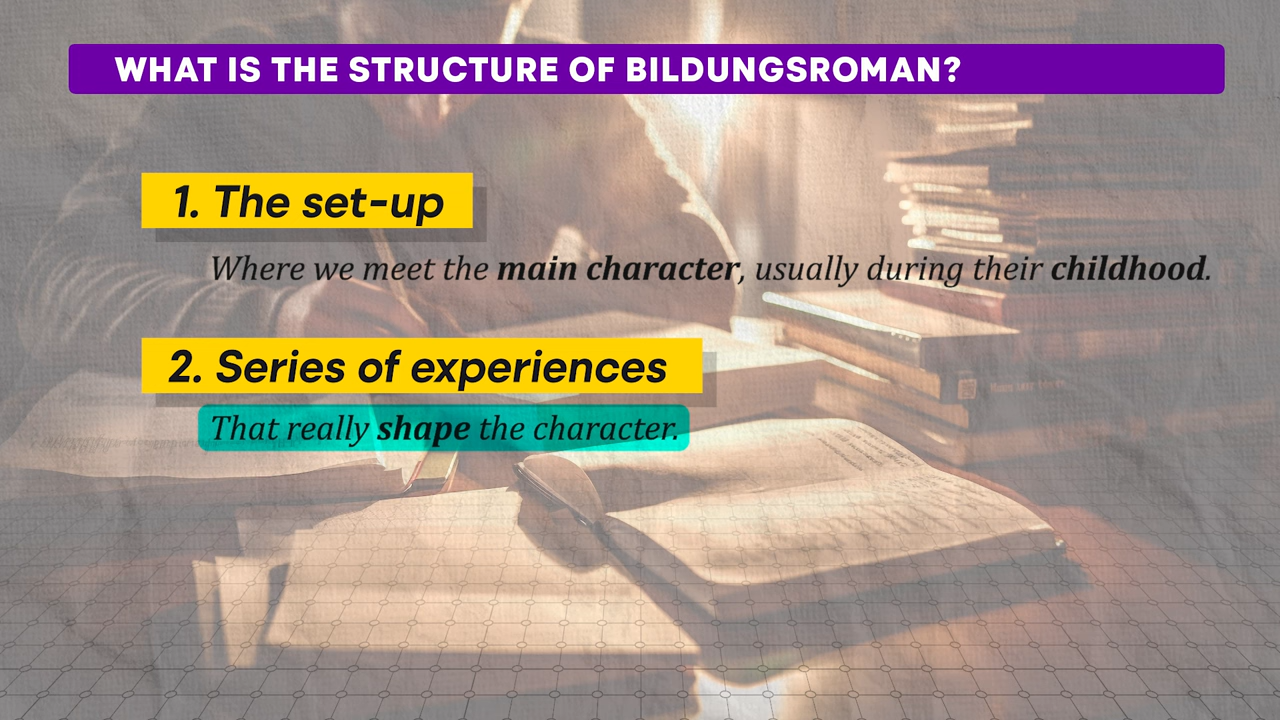 WHAT IS THE STRUCTURE OF BILDUNGSROMAN?
1. The set-up
Where we meet the main character, usually during their childhood.
2. Series of experiences
That really shape the character.